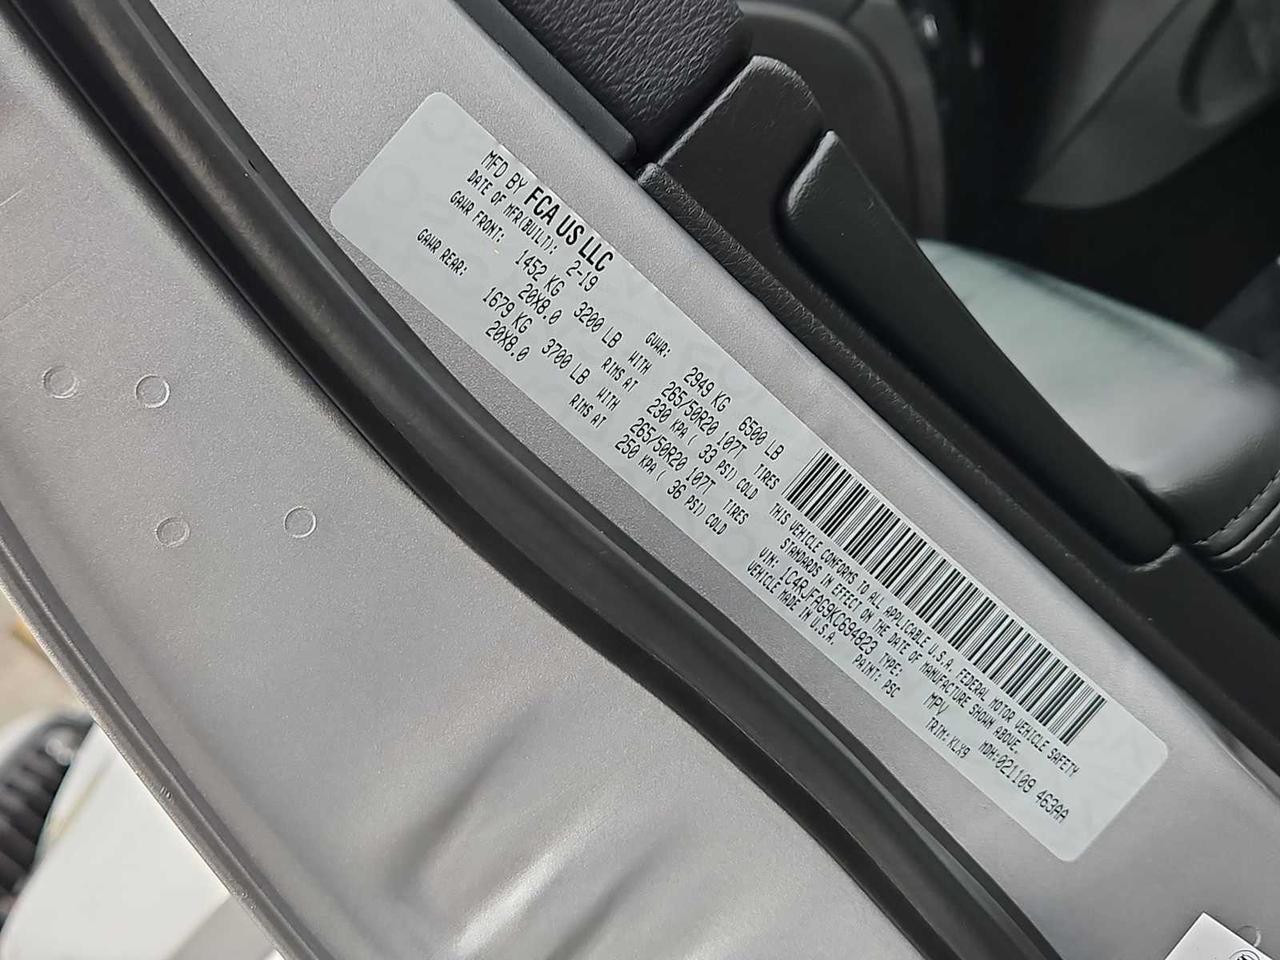 MFD BY FCA US LLC
DATE OF MFR(BUILT): 2-19 GVWR: 2949 KG 6500 LB
GAWR FRONT: 1452 KG 3200 LB WITH 265/50R20 107T TIRES
20X8.0 RIMS AT 230 KPA ( 33 PSI) COLD
GAWR REAR: 1679 KG 3700 LB WITH 265/50R20 107T TIRES
20X8.0 RIMS AT 250 KPA ( 36 PSI) COLD
THIS VEHICLE CONFORMS TO ALL APPLICABLE U.S.A. FEDERAL MOTOR VEHICLE SAFETY
STANDARDS IN EFFECT ON THE DATE OF MANUFACTURE SHOWN ABOVE.
VIN: 1C4RJFAG9KC694823 TYPE: MPV MDH:021109 463AA
VEHICLE MADE IN U.S.A. PAINT: PSC TRIM: KLX9